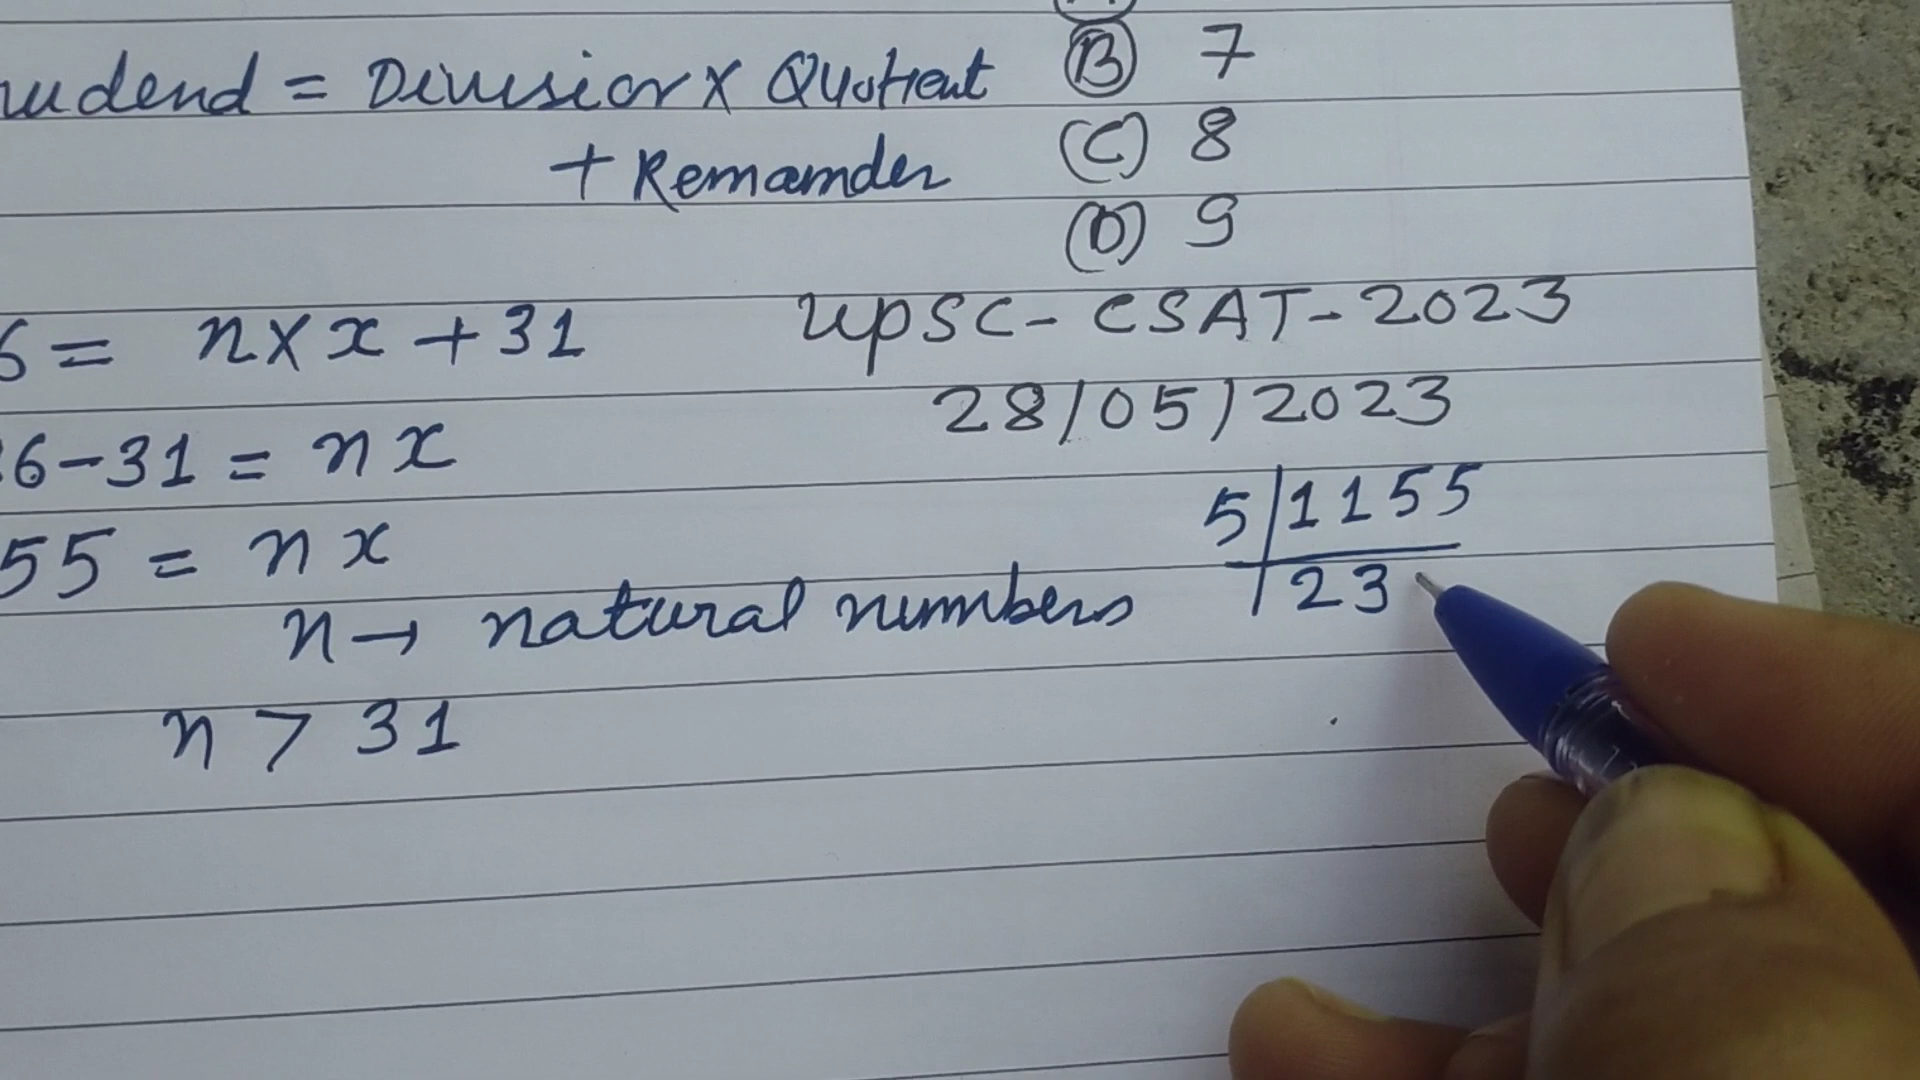 B 7
udend = Division X Quotient
(C) 8
+ Remainder
(D) 9
6 = n X x + 31
UPSC - CSAT - 2023
28/05/2023
6 - 31 = n x
5 | 1155
55 = n x
23
n → natural numbers
n > 31